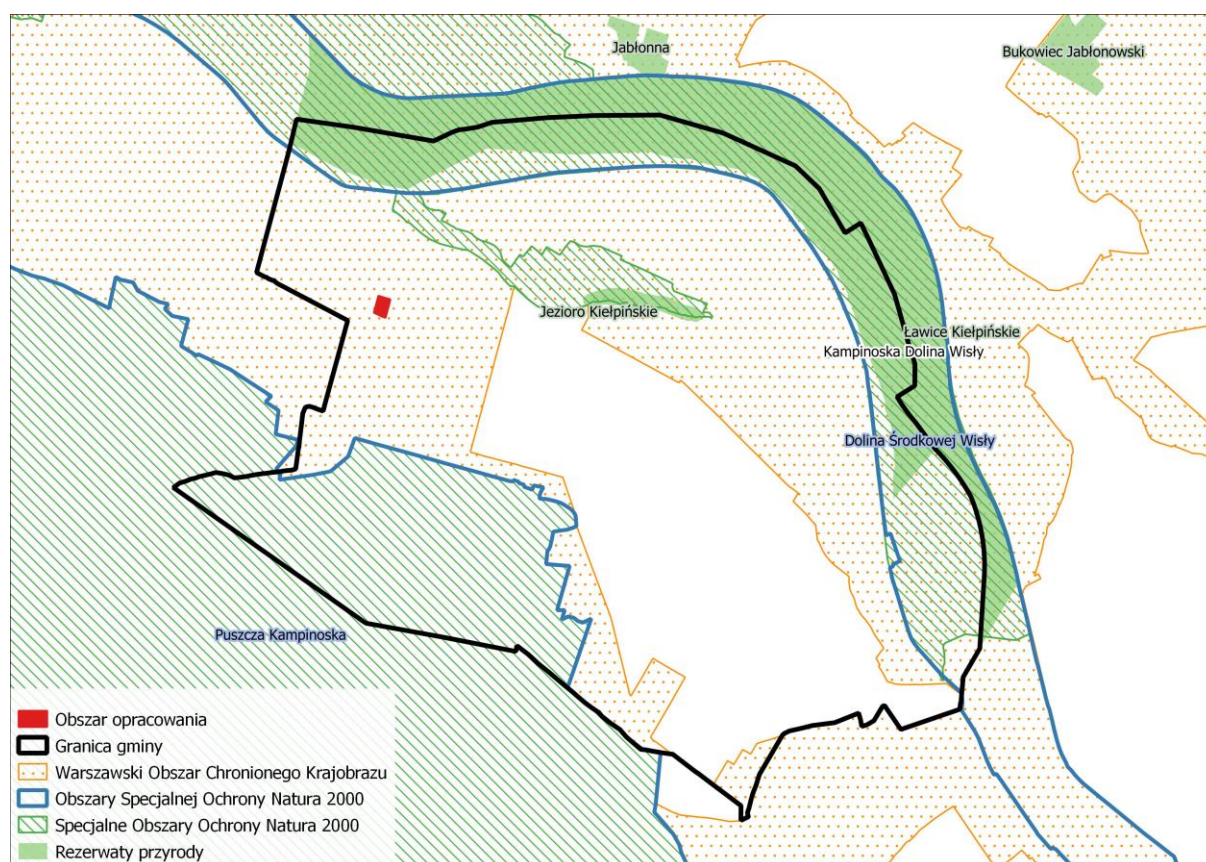 Jabłonna
Bukowiec Jabłonowski
Jezioro Kiełpińskie
Ławice Kiełpińskie
Kampinoska Dolina Wisły
Dolina Środkowej Wisły
Puszcza Kampinoska
Obszar opracowania
Granica gminy
Warszawski Obszar Chronionego Krajobrazu
Obszary Specjalnej Ochrony Natura 2000
Specjalne Obszary Ochrony Natura 2000
Rezerwaty przyrody